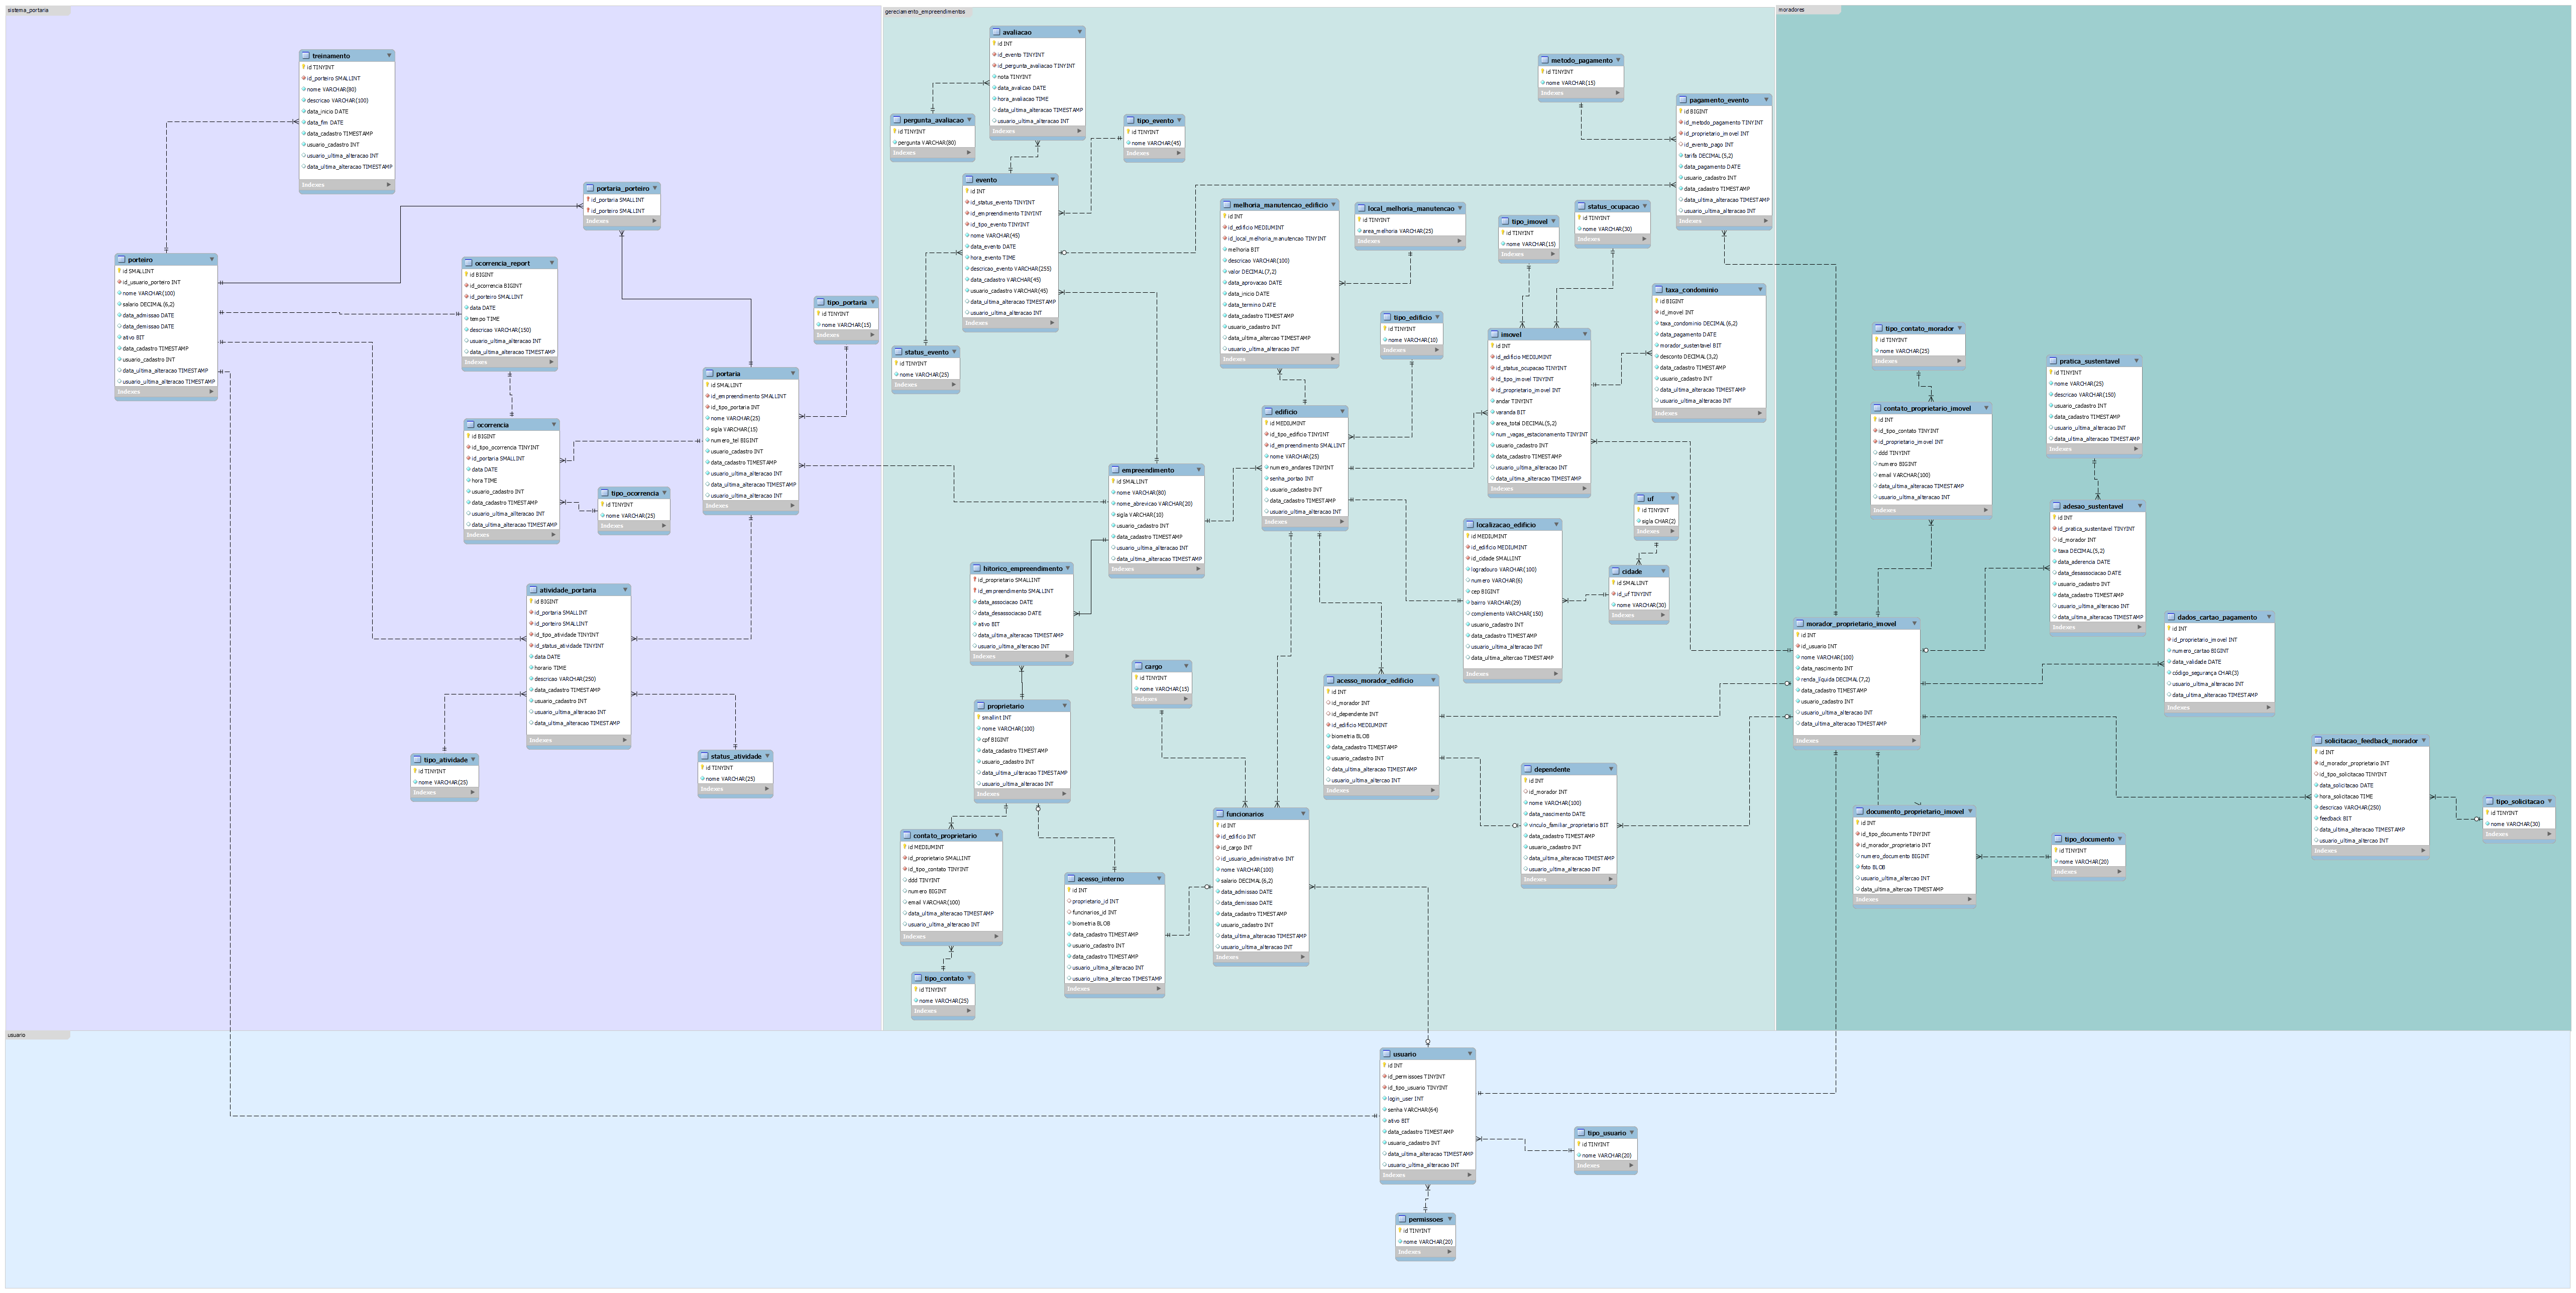 sistema_portaria
treinamento
id TINYINT
id_porteiro SMALLINT
nome VARCHAR(80)
descricao VARCHAR(100)
data_inicio DATE
data_fim DATE
data_cadastro TIMESTAMP
usuario_cadastro INT
usuario_ultima_alteracao INT
data_ultima_alteracao TIMESTAMP
Indexes
portaria_porteiro
id_portaria SMALLINT
id_porteiro SMALLINT
Indexes
porteiro
id SMALLINT
id_usuario_porteiro INT
nome VARCHAR(100)
salario DECIMAL(6,2)
data_admissao DATE
data_demissao DATE
ativo BIT
data_cadastro TIMESTAMP
usuario_cadastro INT
data_ultima_alteracao TIMESTAMP
usuario_ultima_alteracao INT
Indexes
ocorrencia_report
id BIGINT
id_ocorrencia BIGINT
id_porteiro SMALLINT
data DATE
tempo TIME
descricao VARCHAR(150)
usuario_ultima_alteracao INT
data_ultima_alteracao TIMESTAMP
Indexes
tipo_portaria
id TINYINT
nome VARCHAR(15)
Indexes
portaria
id SMALLINT
id_empreendimento SMALLINT
id_tipo_portaria INT
nome VARCHAR(25)
sigla VARCHAR(15)
numero_tel BIGINT
usuario_cadastro INT
data_cadastro TIMESTAMP
usuario_ultima_alteracao INT
data_ultima_alteracao TIMESTAMP
usuario_ultima_alteracao INT
Indexes
ocorrencia
id BIGINT
id_tipo_ocorrencia TINYINT
id_portaria SMALLINT
data DATE
hora TIME
usuario_cadastro INT
data_cadastro TIMESTAMP
usuario_ultima_alteracao INT
data_ultima_alteracao TIMESTAMP
Indexes
tipo_ocorrencia
id TINYINT
nome VARCHAR(25)
Indexes
atividade_portaria
id BIGINT
id_portaria SMALLINT
id_porteiro SMALLINT
id_tipo_atividade TINYINT
id_status_atividade TINYINT
data DATE
horario TIME
descricao VARCHAR(250)
data_cadastro TIMESTAMP
usuario_cadastro INT
usuario_ultima_alteracao INT
data_ultima_alteracao TIMESTAMP
Indexes
tipo_atividade
id TINYINT
nome VARCHAR(25)
Indexes
status_atividade
id TINYINT
nome VARCHAR(25)
Indexes
gereciamento_empreendimentos
avaliacao
id INT
id_evento TINYINT
id_pergunta_avaliacao TINYINT
nota TINYINT
data_avalicao DATE
hora_avaliacao TIME
data_ultima_alteracao TIMESTAMP
usuario_ultima_alteracao INT
Indexes
pergunta_avaliacao
id TINYINT
pergunta VARCHAR(80)
Indexes
tipo_evento
id TINYINT
nome VARCHAR(45)
Indexes
evento
id INT
id_status_evento TINYINT
id_empreendimento TINYINT
id_tipo_evento TINYINT
nome VARCHAR(45)
data_evento DATE
hora_evento TIME
descricao_evento VARCHAR(255)
data_cadastro VARCHAR(45)
usuario_cadastro VARCHAR(45)
data_ultima_alteracao TIMESTAMP
usuario_ultima_alteracao INT
Indexes
status_evento
id TINYINT
nome VARCHAR(25)
Indexes
melhoria_manutencao_edificio
id INT
id_edificio MEDIUMINT
id_local_melhoria_manutencao TINYINT
melhoria BIT
descricao VARCHAR(100)
valor DECIMAL(7,2)
data_aprovacao DATE
data_inicio DATE
data_termino DATE
data_cadastro TIMESTAMP
usuario_cadastro INT
data_ultima_altercao TIMESTAMP
usuario_ultima_alteracao INT
Indexes
local_melhoria_manutencao
id TINYINT
area_melhoria VARCHAR(25)
Indexes
tipo_edificio
id TINYINT
nome VARCHAR(10)
Indexes
metodo_pagamento
id TINYINT
nome VARCHAR(15)
Indexes
pagamento_evento
id BIGINT
id_metodo_pagamento TINYINT
id_proprietario_imovel INT
id_evento_pago INT
tarifa DECIMAL(5,2)
data_pagamento DATE
usuario_cadastro INT
data_cadastro TIMESTAMP
data_ultima_alteracao TIMESTAMP
usuario_ultima_alteracao INT
Indexes
tipo_imovel
id TINYINT
nome VARCHAR(15)
Indexes
status_ocupacao
id TINYINT
nome VARCHAR(30)
Indexes
taxa_condominio
id BIGINT
id_imovel INT
taxa_condominio DECIMAL(6,2)
data_pagamento DATE
morador_sustentavel BIT
desconto DECIMAL(3,2)
data_cadastro TIMESTAMP
usuario_cadastro INT
data_ultima_alteracao TIMESTAMP
usuario_ultima_alteracao INT
Indexes
imovel
id INT
id_edificio MEDIUMINT
id_status_ocupacao TINYINT
id_tipo_imovel TINYINT
id_proprietario_imovel INT
andar TINYINT
varanda BIT
area_total DECIMAL(5,2)
num_vagas_estacionamento TINYINT
usuario_cadastro INT
data_cadastro TIMESTAMP
usuario_ultima_alteracao INT
data_ultima_alteracao TIMESTAMP
Indexes
edificio
id MEDIUMINT
id_tipo_edificio TINYINT
id_empreendimento SMALLINT
nome VARCHAR(25)
numero_andares TINYINT
senha_portao INT
usuario_cadastro INT
data_cadastro TIMESTAMP
usuario_ultima_alteracao INT
Indexes
empreendimento
id SMALLINT
nome VARCHAR(80)
nome_abrevicao VARCHAR(20)
sigla VARCHAR(10)
usuario_cadastro INT
data_cadastro TIMESTAMP
usuario_ultima_alteracao INT
data_ultima_alteracao TIMESTAMP
Indexes
localizacao_edificio
id MEDIUMINT
id_edificio MEDIUMINT
id_cidade SMALLINT
logradouro VARCHAR(100)
numero VARCHAR(6)
cep BIGINT
bairro VARCHAR(29)
complemento VARCHAR(150)
usuario_cadastro INT
data_cadastro TIMESTAMP
usuario_ultima_alteracao INT
data_ultima_alteracao TIMESTAMP
Indexes
uf
id TINYINT
sigla CHAR(2)
Indexes
cidade
id SMALLINT
id_uf TINYINT
nome VARCHAR(30)
Indexes
hitorico_empreendimento
id_proprietario SMALLINT
id_empreendimento SMALLINT
data_associacao DATE
data_desassociacao DATE
ativo BIT
data_ultima_alteracao TIMESTAMP
usuario_ultima_alteracao INT
Indexes
cargo
id TINYINT
nome VARCHAR(15)
Indexes
proprietario
smallint INT
nome VARCHAR(100)
cpf BIGINT
data_cadastro TIMESTAMP
usuario_cadastro INT
data_ultima_ulteracao TIMESTAMP
usuario_ultima_alteracao INT
Indexes
acesso_morador_edificio
id INT
id_morador INT
id_dependente INT
id_edificio MEDIUMINT
biometria BLOB
data_cadastro TIMESTAMP
usuario_cadastro INT
data_ultima_alteracao TIMESTAMP
usuario_ultima_altercao INT
Indexes
dependente
id INT
id_morador INT
nome VARCHAR(100)
data_nascimento DATE
vinculo_familiar_proprietario BIT
data_cadastro TIMESTAMP
usuario_cadastro INT
data_ultima_alteracao TIMESTAMP
usuario_ultima_alteracao INT
Indexes
contato_proprietario
id MEDIUMINT
id_proprietario SMALLINT
id_tipo_contato TINYINT
ddd TINYINT
numero BIGINT
email VARCHAR(100)
data_ultima_alteracao TIMESTAMP
usuario_ultima_alteracao INT
Indexes
tipo_contato
id TINYINT
nome VARCHAR(25)
Indexes
acesso_interno
id INT
proprietario_id INT
funcinarios_id INT
biometria BLOB
data_cadastro TIMESTAMP
usuario_cadastro INT
data_cadastro TIMESTAMP
usuario_ultima_alteracao INT
usuario_ultima_altercao TIMESTAMP
Indexes
funcionarios
id INT
id_edificio INT
id_cargo INT
id_usuario_administrativo INT
nome VARCHAR(100)
salario DECIMAL(6,2)
data_admissao DATE
data_demissao DATE
data_cadastro TIMESTAMP
usuario_cadastro INT
data_ultima_alteracao TIMESTAMP
usuario_ultima_alteracao INT
Indexes
moradores
tipo_contato_morador
id TINYINT
nome VARCHAR(25)
Indexes
contato_proprietario_imovel
id INT
id_tipo_contato TINYINT
id_proprietario_imovel INT
ddd TINYINT
numero BIGINT
email VARCHAR(100)
data_ultima_alteracao TIMESTAMP
usuario_ultima_alteracao INT
Indexes
pratica_sustentavel
id TINYINT
nome VARCHAR(25)
descricao VARCHAR(150)
usuario_cadastro INT
data_cadastro TIMESTAMP
usuario_ultima_alteracao INT
data_ultima_alteracao TIMESTAMP
Indexes
adesao_sustentavel
id INT
id_pratica_sustentavel TINYINT
id_morador INT
taxa DECIMAL(5,2)
data_aderencia DATE
data_desassociacao DATE
usuario_cadastro INT
data_cadastro TIMESTAMP
usuario_ultima_alteracao INT
data_ultima_alteracao TIMESTAMP
Indexes
morador_proprietario_imovel
id INT
id_usuario INT
nome VARCHAR(100)
data_nascimento INT
renda_liquida DECIMAL(7,2)
data_cadastro TIMESTAMP
usuario_cadastro INT
usuario_ultima_alteracao INT
data_ultima_alteracao TIMESTAMP
Indexes
dados_cartao_pagamento
id INT
id_proprietario_imovel INT
numero_cartao BIGINT
data_validade DATE
código_segurança CHAR(3)
usuario_ultima_alteracao INT
data_ultima_alteracao TIMESTAMP
Indexes
solicitacao_feedback_morador
id INT
id_morador_proprietario INT
id_tipo_solicitacao TINYINT
data_solicitacao DATE
hora_solicitacao TIME
descricao VARCHAR(250)
feedback BIT
data_ultima_alteracao TIMESTAMP
usuario_ultima_altercao INT
Indexes
tipo_solicitacao
id TINYINT
nome VARCHAR(30)
Indexes
documento_proprietario_imovel
id INT
id_tipo_documento TINYINT
id_morador_proprietario INT
numero_documento BIGINT
foto BLOB
usuario_ultima_altercao INT
data_ultima_alteracao TIMESTAMP
Indexes
tipo_documento
id TINYINT
nome VARCHAR(20)
Indexes
usuario
usuario
id INT
id_permissoes TINYINT
id_tipo_usuario TINYINT
login_user INT
senha VARCHAR(64)
ativo BIT
data_cadastro TIMESTAMP
usuario_cadastro INT
data_ultima_alteracao TIMESTAMP
usuario_ultima_alteracao INT
Indexes
tipo_usuario
id TINYINT
nome VARCHAR(20)
Indexes
permissoes
id TINYINT
nome VARCHAR(20)
Indexes